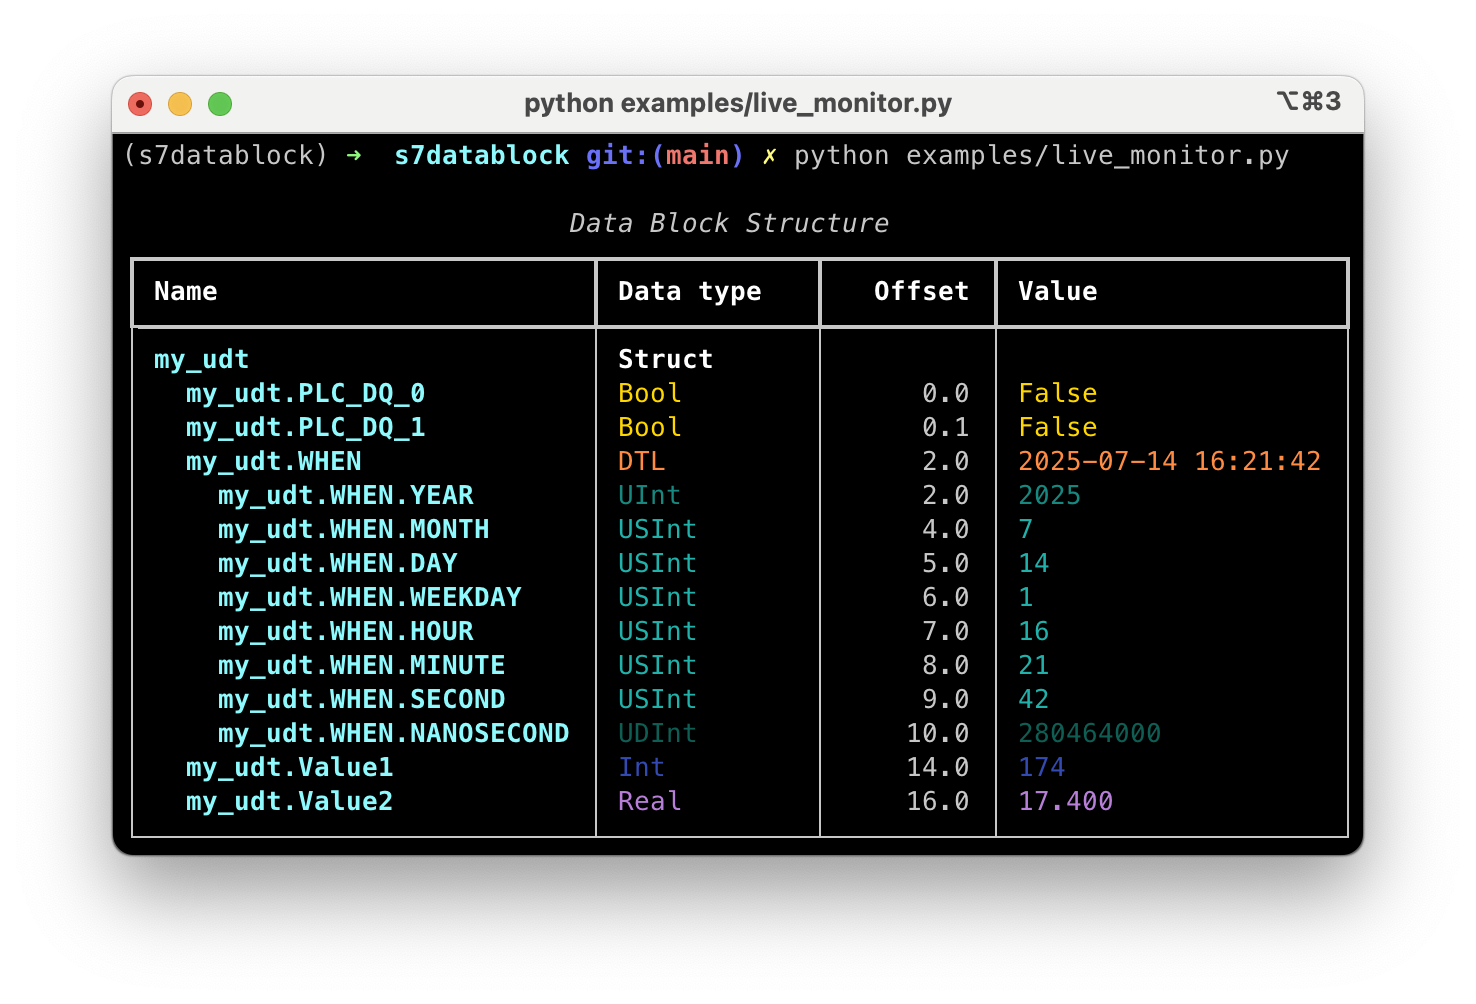 python examples/live_monitor.py ⌥⌘3
(s7datablock) ➜ s7datablock git:(main) ✗ python examples/live_monitor.py
Data Block Structure
Name Data type Offset Value
my_udt Struct
my_udt.PLC_DQ_0 Bool 0.0 False
my_udt.PLC_DQ_1 Bool 0.1 False
my_udt.WHEN DTL 2.0 2025-07-14 16:21:42
my_udt.WHEN.YEAR UInt 2.0 2025
my_udt.WHEN.MONTH USInt 4.0 7
my_udt.WHEN.DAY USInt 5.0 14
my_udt.WHEN.WEEKDAY USInt 6.0 1
my_udt.WHEN.HOUR USInt 7.0 16
my_udt.WHEN.MINUTE USInt 8.0 21
my_udt.WHEN.SECOND USInt 9.0 42
my_udt.WHEN.NANOSECOND UDInt 10.0 280464000
my_udt.Value1 Int 14.0 174
my_udt.Value2 Real 16.0 17.400